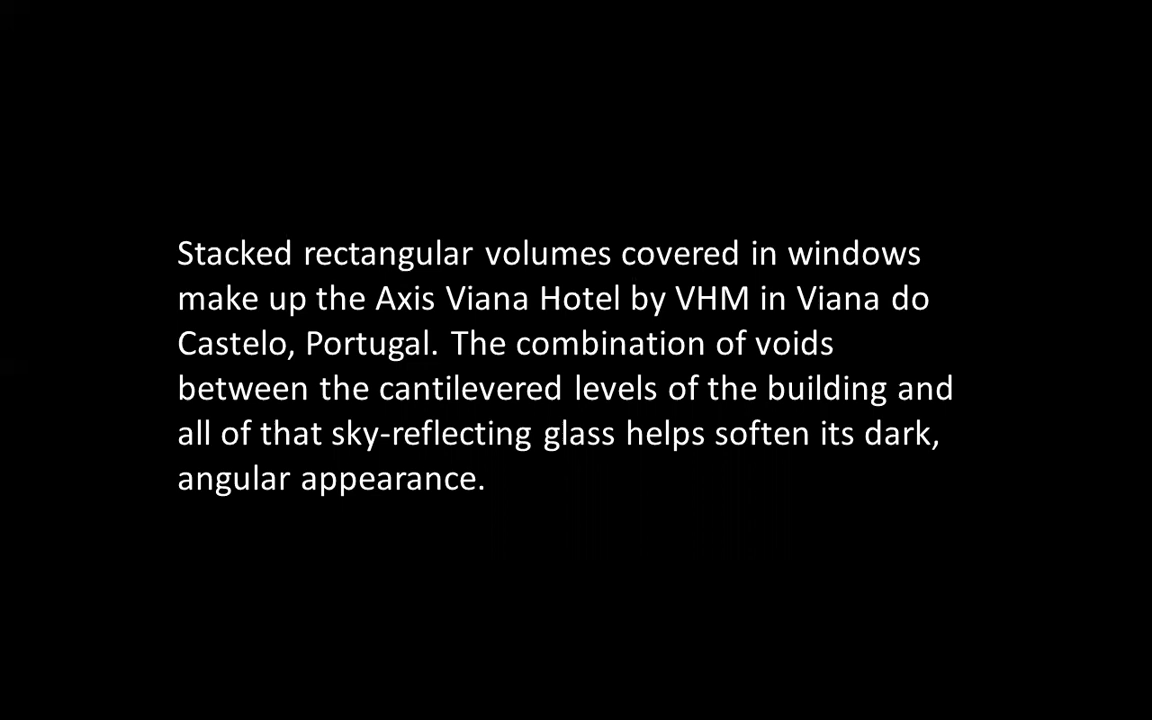 Stacked rectangular volumes covered in windows
make up the Axis Viana Hotel by VHM in Viana do
Castelo, Portugal. The combination of voids
between the cantilevered levels of the building and
all of that sky-reflecting glass helps soften its dark,
angular appearance.